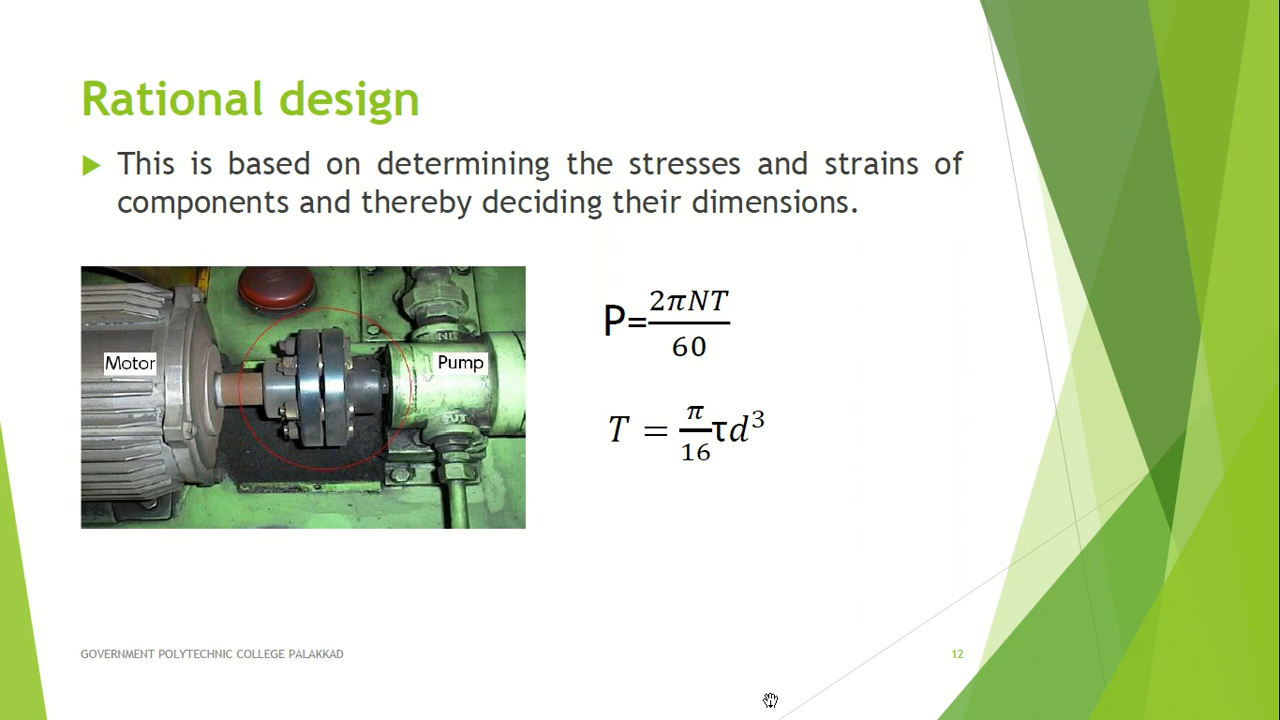 Rational design
This is based on determining the stresses and strains of
components and thereby deciding their dimensions.
Motor
Pump
P=2πNT/60
T = π/16 τd³
GOVERNMENT POLYTECHNIC COLLEGE PALAKKAD
12